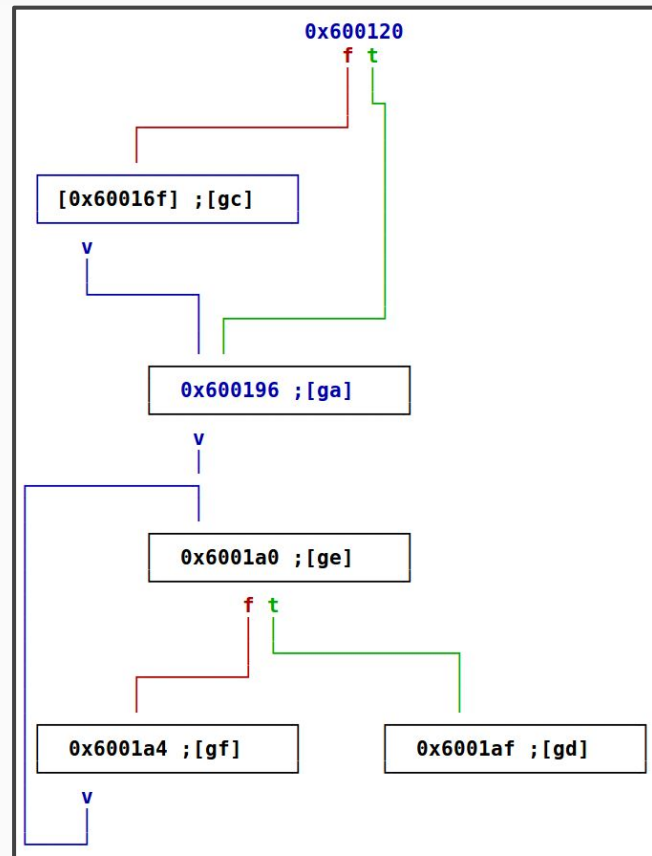 0x600120
f t
[0x60016f] ;[gc]
v
0x600196 ;[ga]
v
0x6001a0 ;[ge]
f t
0x6001a4 ;[gf] 0x6001af ;[gd]
v